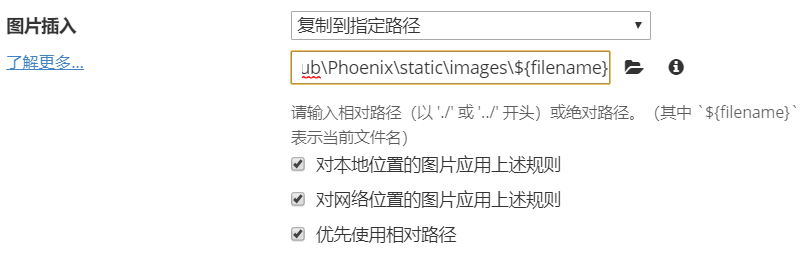 图片插入
复制到指定路径
了解更多...
ub\Phoenix\static\images\${filename}
请输入相对路径（以 './' 或 '../' 开头）或绝对路径。（其中 `${filename}`
表示当前文件名）
对本地位置的图片应用上述规则
对网络位置的图片应用上述规则
优先使用相对路径